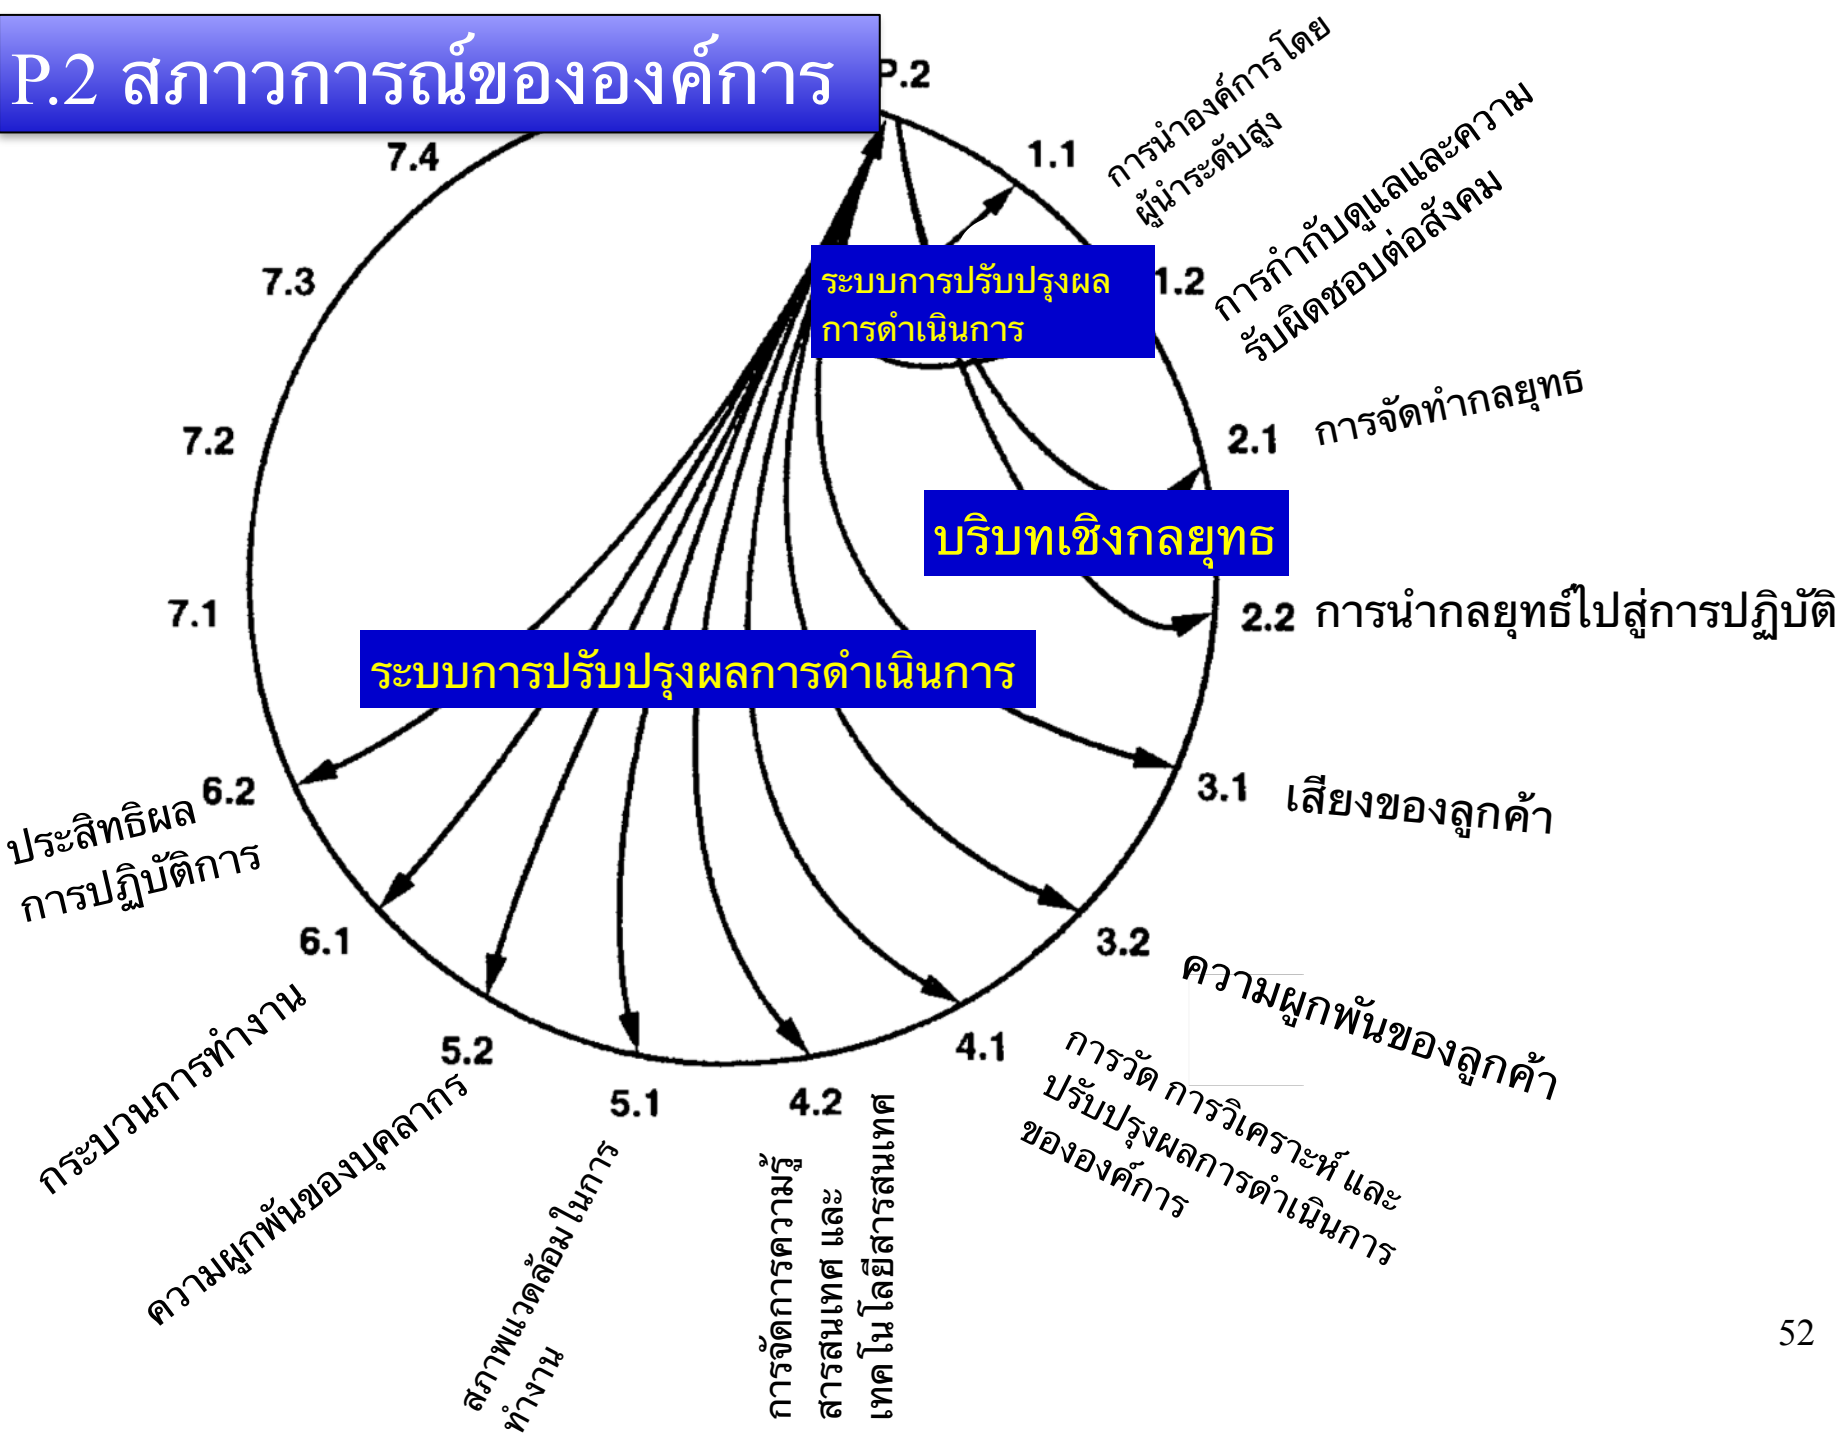 P.2 สภาวการณ์ขององค์การ
P.2
7.4
1.1
การนำองค์การโดย
ผู้นำระดับสูง
7.3
1.2
การกำกับดูแลและความ
รับผิดชอบต่อสังคม
ระบบการปรับปรุงผล
การดำเนินการ
7.2
2.1
การจัดทำกลยุทธ
บริบทเชิงกลยุทธ
7.1
2.2
การนำกลยุทธ์ไปสู่การปฏิบัติ
ระบบการปรับปรุงผลการดำเนินการ
6.2
ประสิทธิผล
การปฏิบัติการ
3.1
เสียงของลูกค้า
6.1
กระบวนการทำงาน
3.2
ความผูกพันของลูกค้า
5.2
ความผูกพันของบุคลากร
4.1
การวัด การวิเคราะห์ และ
ปรับปรุงผลการดำเนินการ
ขององค์การ
5.1
สภาพแวดล้อมในการ
ทำงาน
4.2
การจัดการความรู้
สารสนเทศ และ
เทคโนโลยีสารสนเทศ
52